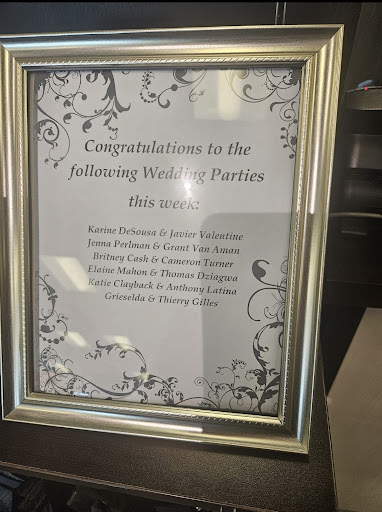 Congratulations to the
following Wedding Parties
this week:
Karine DeSousa & Javier Valentine
Jenna Perlman & Grant Van Aman
Britney Cash & Cameron Turner
Elaine Mahon & Thomas Dziagwa
Katie Clayback & Anthony Latina
Grieselda & Thierry Gilles